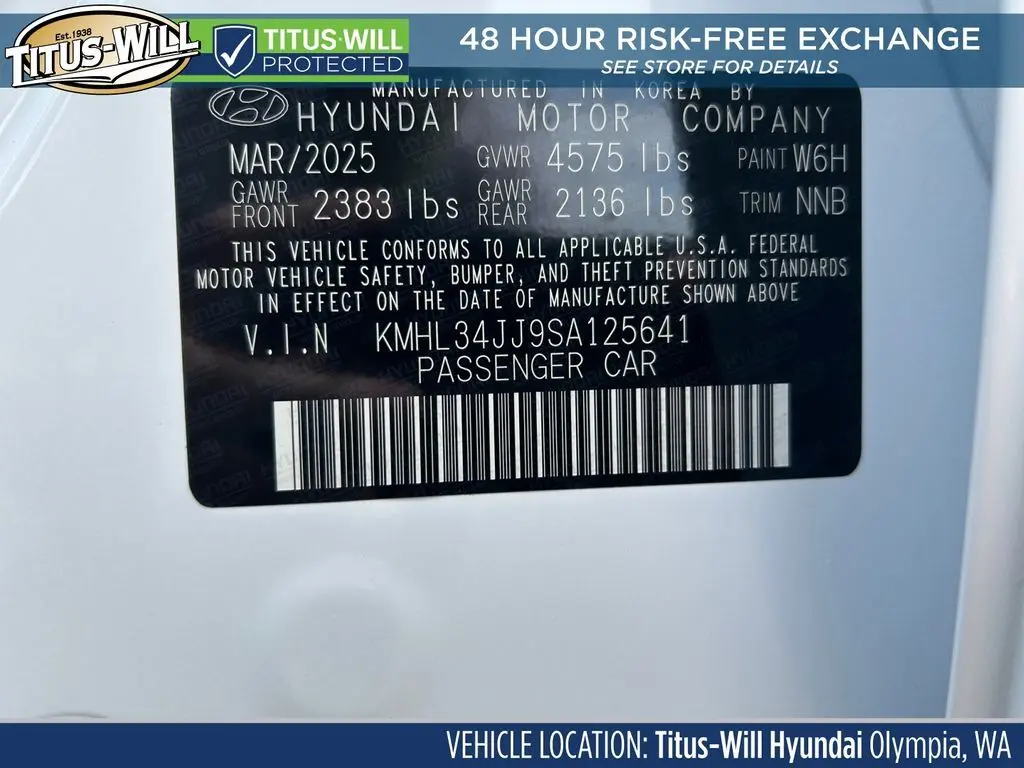 Est.1938
TITUS-WILL
TITUS-WILL
PROTECTED
48 HOUR RISK-FREE EXCHANGE
SEE STORE FOR DETAILS
MANUFACTURED IN KOREA BY
HYUNDAI MOTOR COMPANY
MAR/2025 GVWR 4575 lbs PAINT W6H
GAWR FRONT 2383 lbs GAWR REAR 2136 lbs TRIM NNB
THIS VEHICLE CONFORMS TO ALL APPLICABLE U.S.A. FEDERAL
MOTOR VEHICLE SAFETY, BUMPER, AND THEFT PREVENTION STANDARDS
IN EFFECT ON THE DATE OF MANUFACTURE SHOWN ABOVE
V.I.N KMHL34JJ9SA125641
PASSENGER CAR
VEHICLE LOCATION: Titus-Will Hyundai Olympia, WA